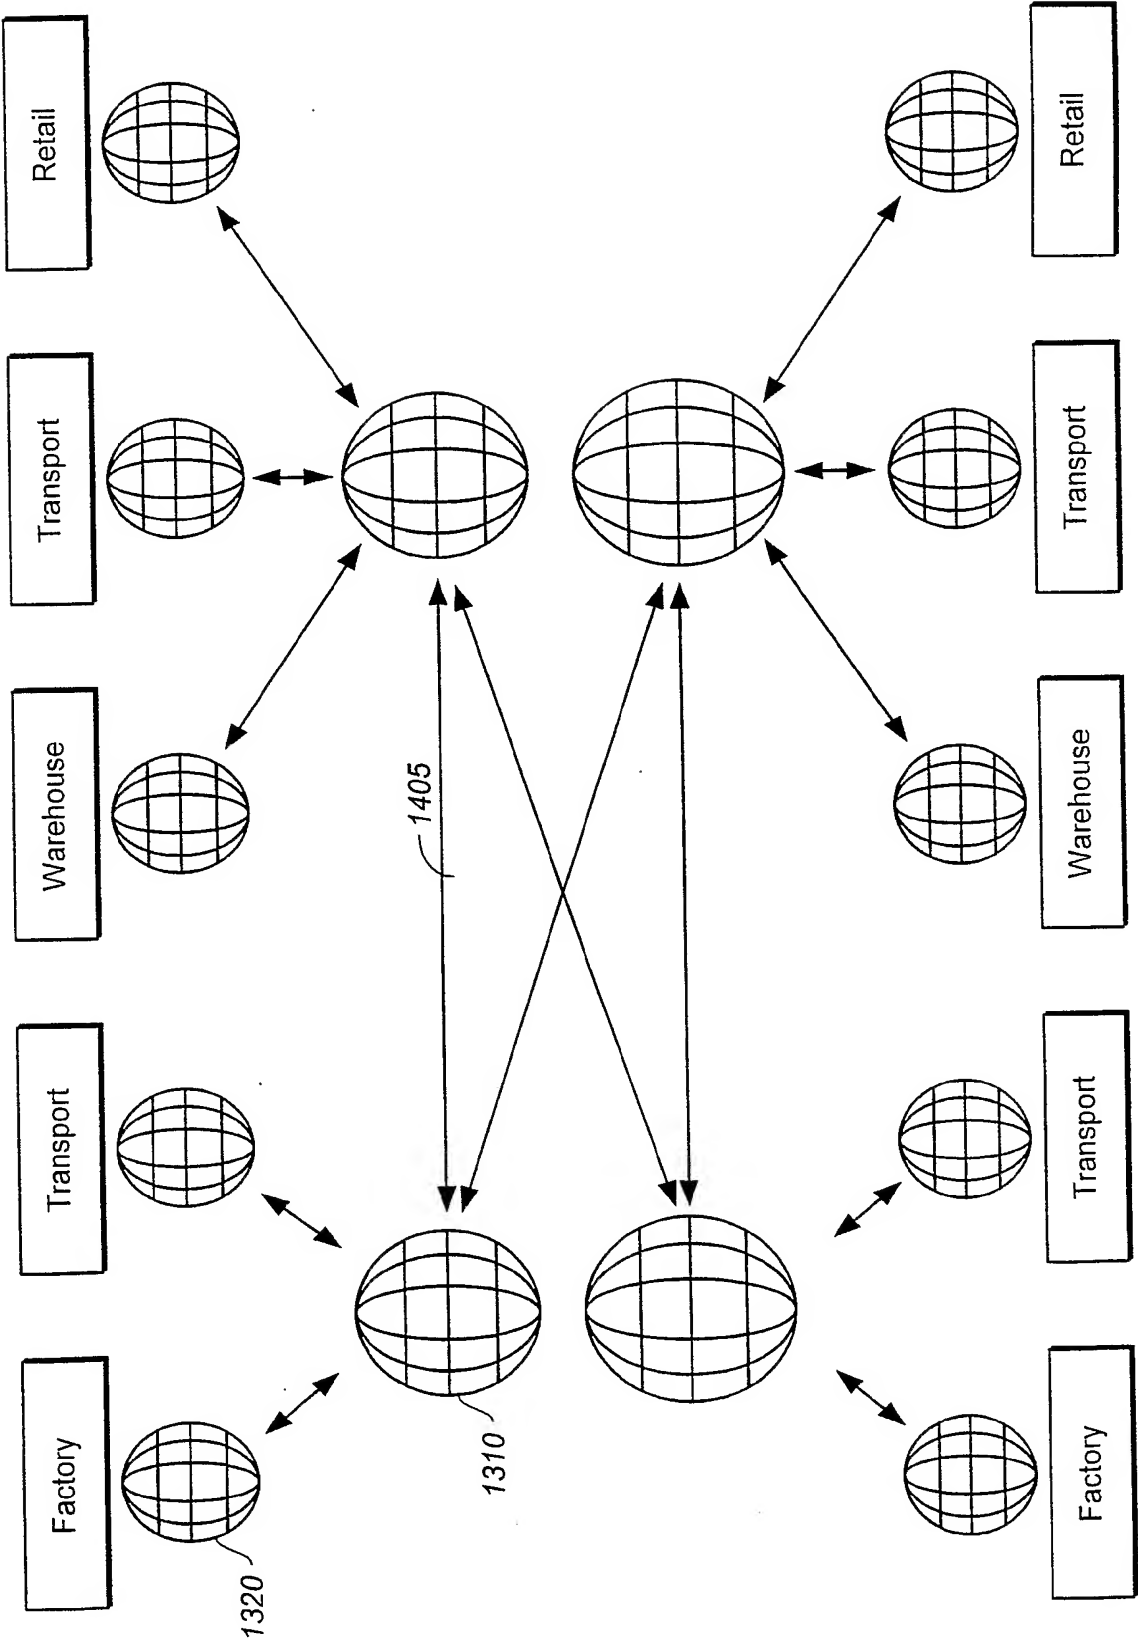 Factory
Transport
Warehouse
Transport
Retail
1320
1310
1405
Factory
Transport
Warehouse
Transport
Retail